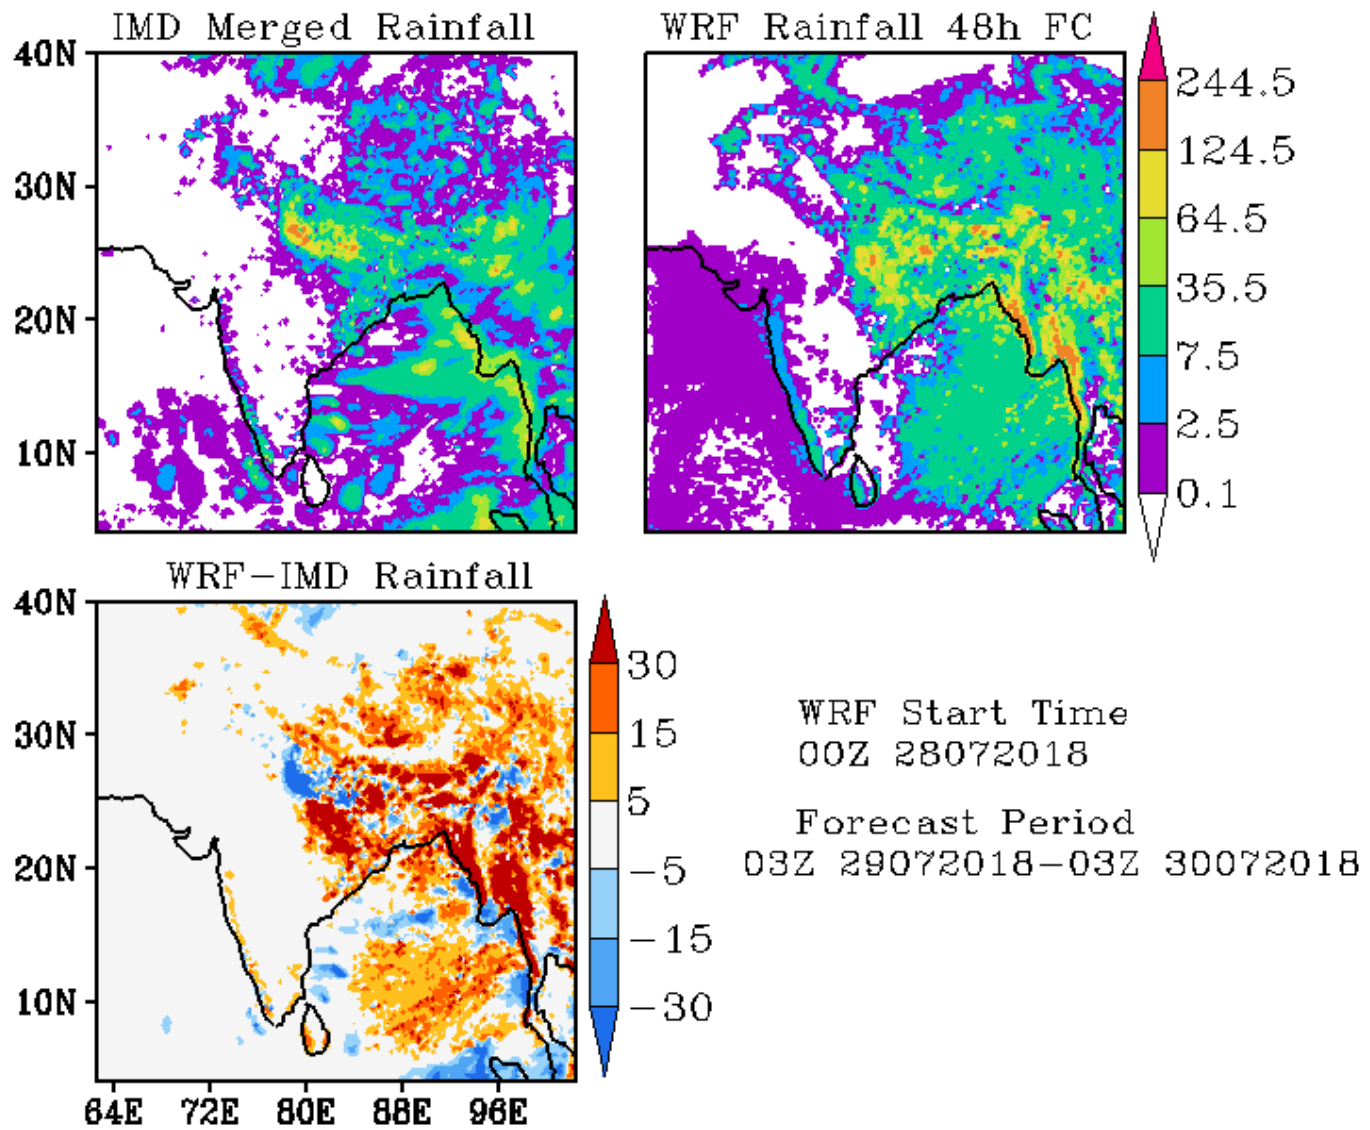 IMD Merged Rainfall
WRF Rainfall 48h FC
40N
30N
20N
10N
244.5
124.5
64.5
35.5
7.5
2.5
0.1
WRF-IMD Rainfall
40N
30N
20N
10N
64E 72E 80E 88E 96E
30
15
5
-5
-15
-30
WRF Start Time
00Z 28072018
Forecast Period
03Z 29072018-03Z 30072018